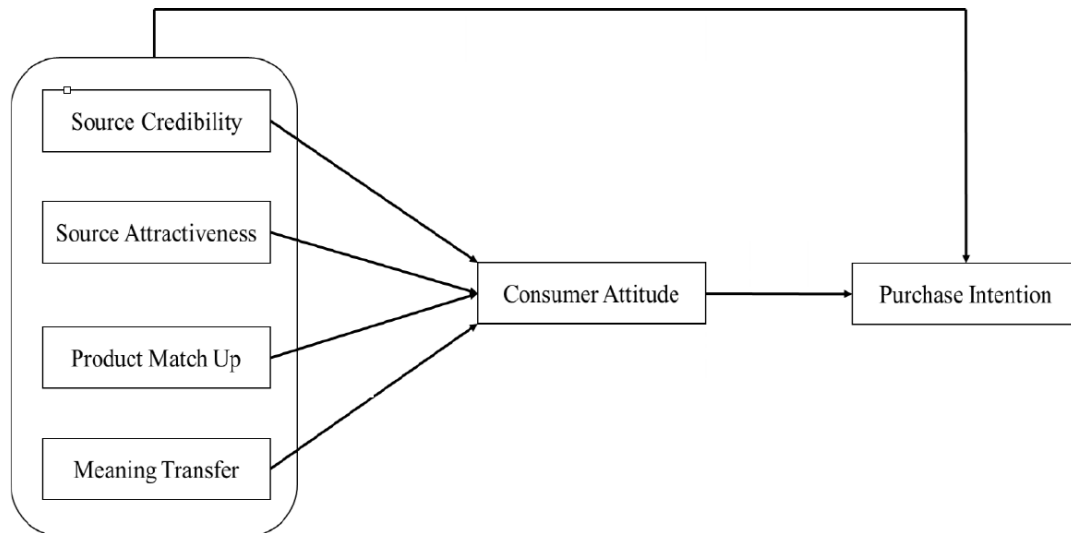 Source Credibility
Source Attractiveness
Product Match Up
Meaning Transfer
Consumer Attitude
Purchase Intention